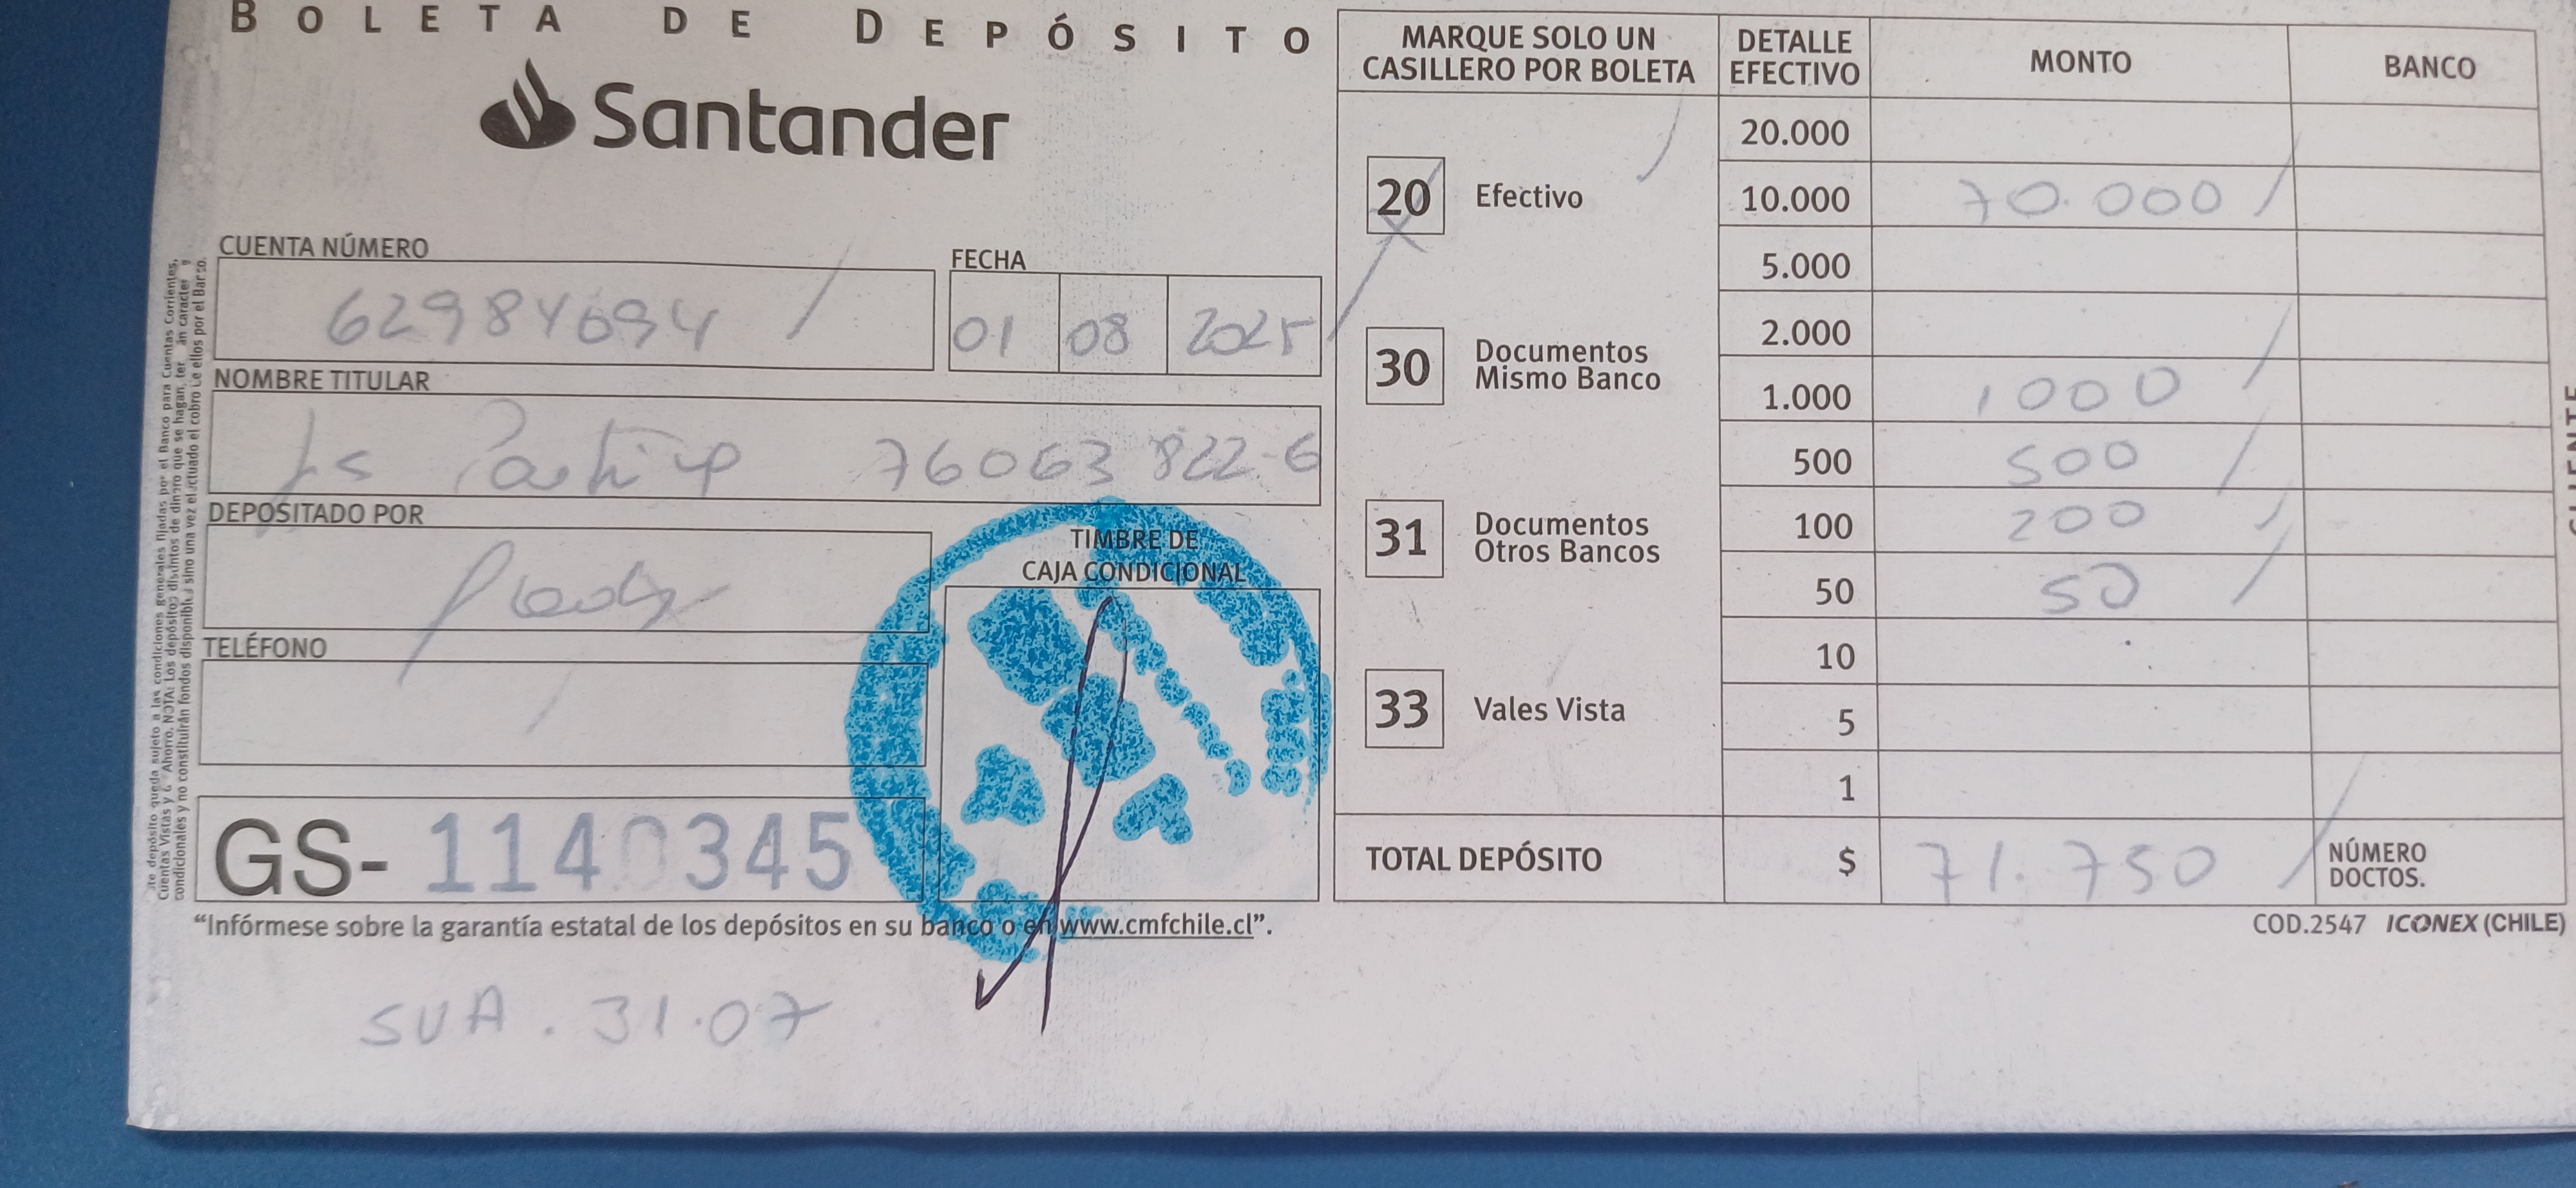 BOLETA DE DEPÓSITO
Santander
CUENTA NÚMERO
62984094
FECHA
01 08 2025
NOMBRE TITULAR
76063822-6
DEPOSITADO POR
TELÉFONO
TIMBRE DE
CAJA CONDICIONAL
GS- 1140345
“Infórmese sobre la garantía estatal de los depósitos en su banco o en www.cmfchile.cl”.
SUA. 31.07
MARQUE SOLO UN
CASILLERO POR BOLETA
20 Efectivo
30 Documentos
Mismo Banco
31 Documentos
Otros Bancos
33 Vales Vista
DETALLE
EFECTIVO
MONTO
BANCO
20.000
10.000 70.000
5.000
2.000
1.000 1000
500 500
100 200
50 50
10
5
1
TOTAL DEPÓSITO $ 71.750
NÚMERO
DOCTOS.
COD.2547 ICONEX (CHILE)